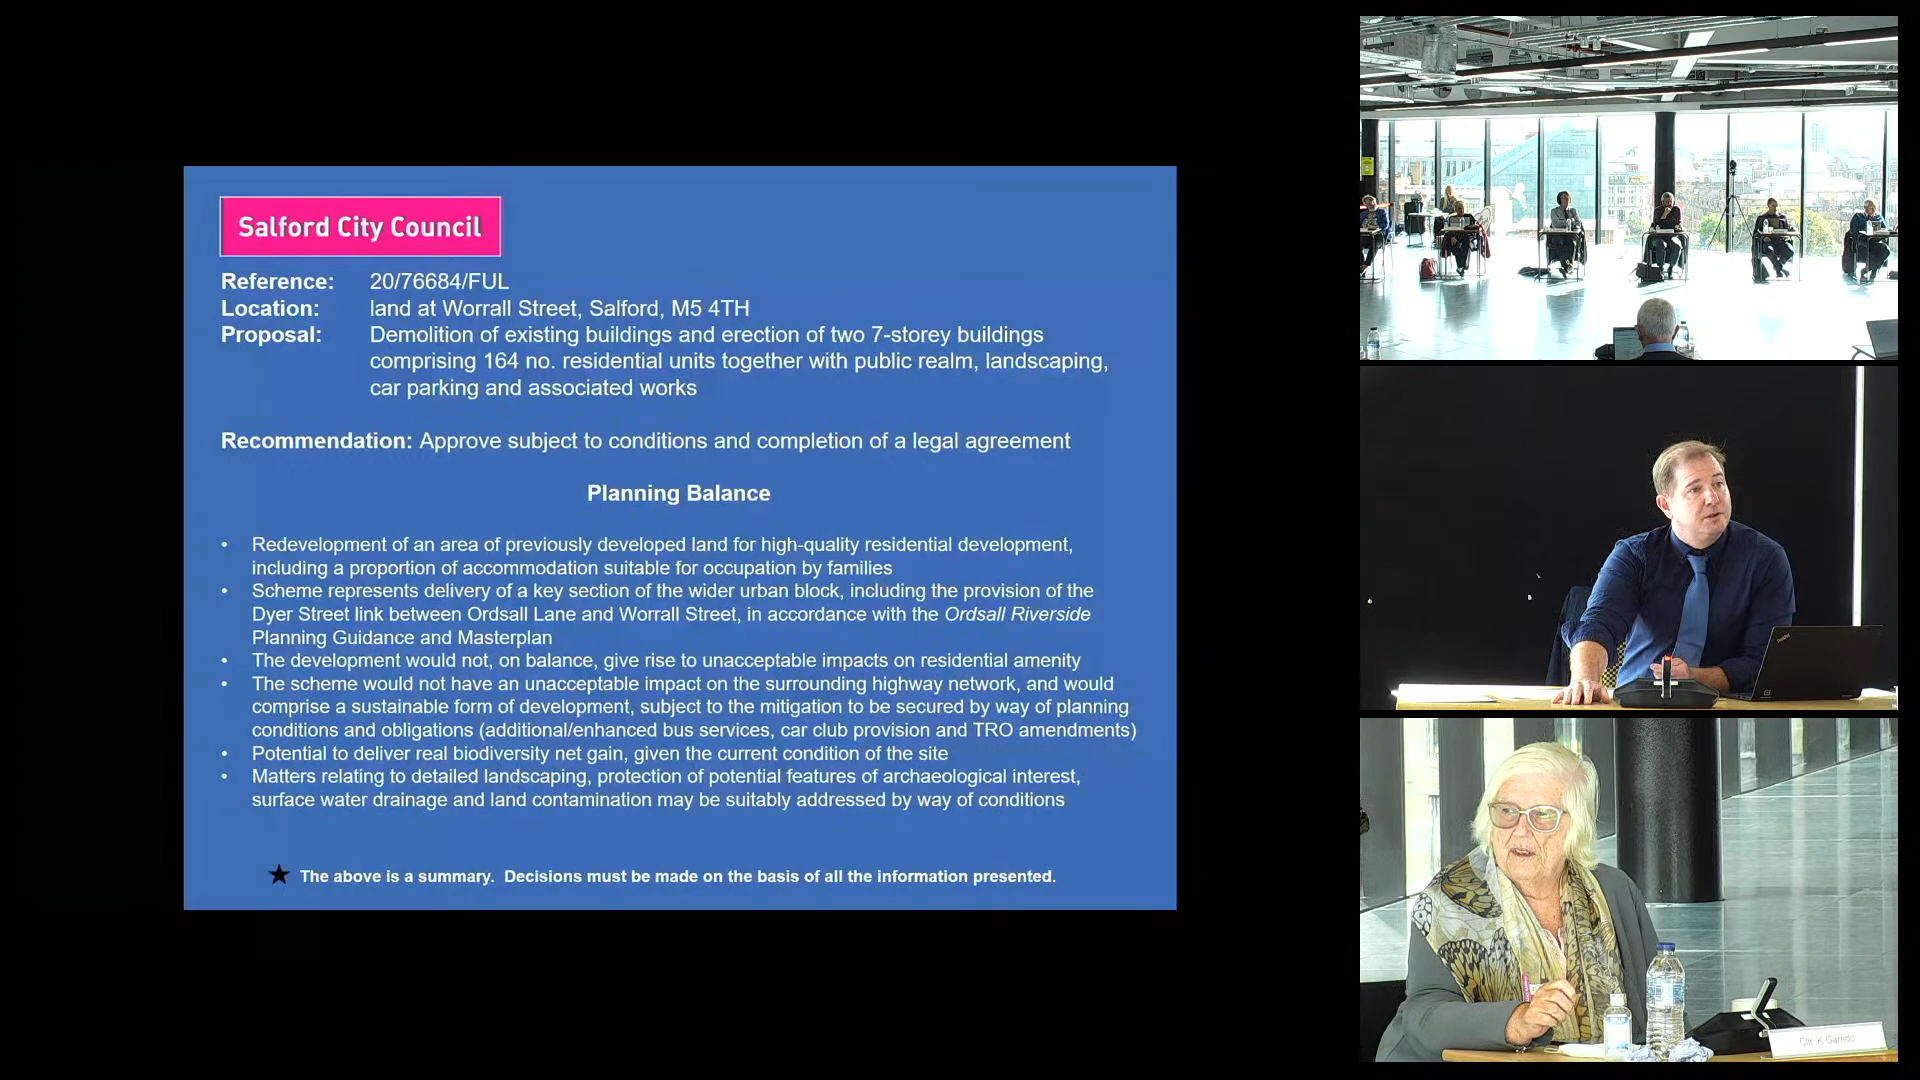 Salford City Council
Reference: 20/76684/FUL
Location: land at Worrall Street, Salford, M5 4TH
Proposal: Demolition of existing buildings and erection of two 7-storey buildings
comprising 164 no. residential units together with public realm, landscaping,
car parking and associated works
Recommendation: Approve subject to conditions and completion of a legal agreement
Planning Balance
• Redevelopment of an area of previously developed land for high-quality residential development,
including a proportion of accommodation suitable for occupation by families
• Scheme represents delivery of a key section of the wider urban block, including the provision of the
Dyer Street link between Ordsall Lane and Worrall Street, in accordance with the Ordsall Riverside
Planning Guidance and Masterplan
• The development would not, on balance, give rise to unacceptable impacts on residential amenity
• The scheme would not have an unacceptable impact on the surrounding highway network, and would
comprise a sustainable form of development, subject to the mitigation to be secured by way of planning
conditions and obligations (additional/enhanced bus services, car club provision and TRO amendments)
• Potential to deliver real biodiversity net gain, given the current condition of the site
• Matters relating to detailed landscaping, protection of potential features of archaeological interest,
surface water drainage and land contamination may be suitably addressed by way of conditions
★ The above is a summary. Decisions must be made on the basis of all the information presented.
Cllr. K Garrido